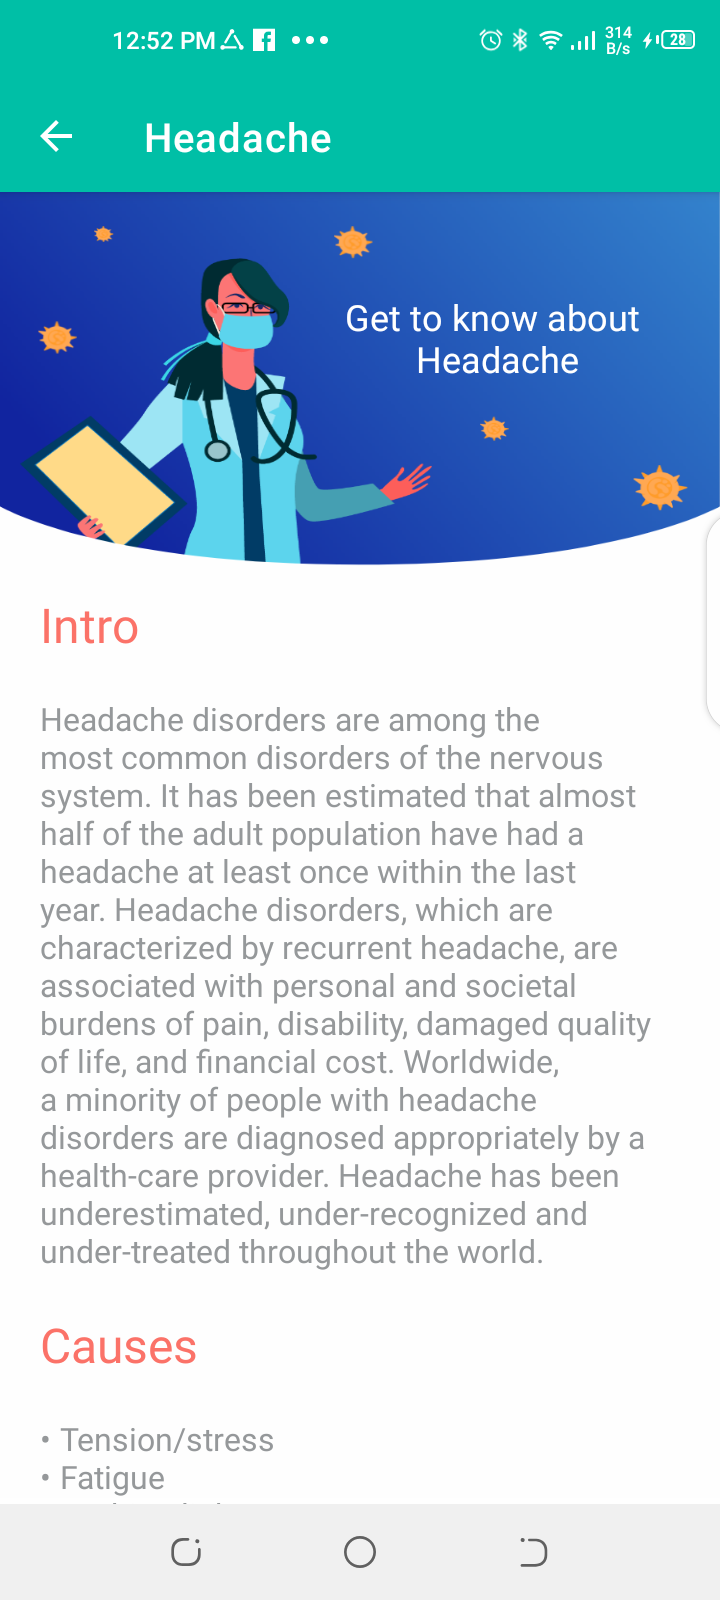 12:52 PM
314
B/s
28
Headache
Get to know about
Headache
Intro
Headache disorders are among the
most common disorders of the nervous
system. It has been estimated that almost
half of the adult population have had a
headache at least once within the last
year. Headache disorders, which are
characterized by recurrent headache, are
associated with personal and societal
burdens of pain, disability, damaged quality
of life, and financial cost. Worldwide,
a minority of people with headache
disorders are diagnosed appropriately by a
health-care provider. Headache has been
underestimated, under-recognized and
under-treated throughout the world.
Causes
• Tension/stress
• Fatigue